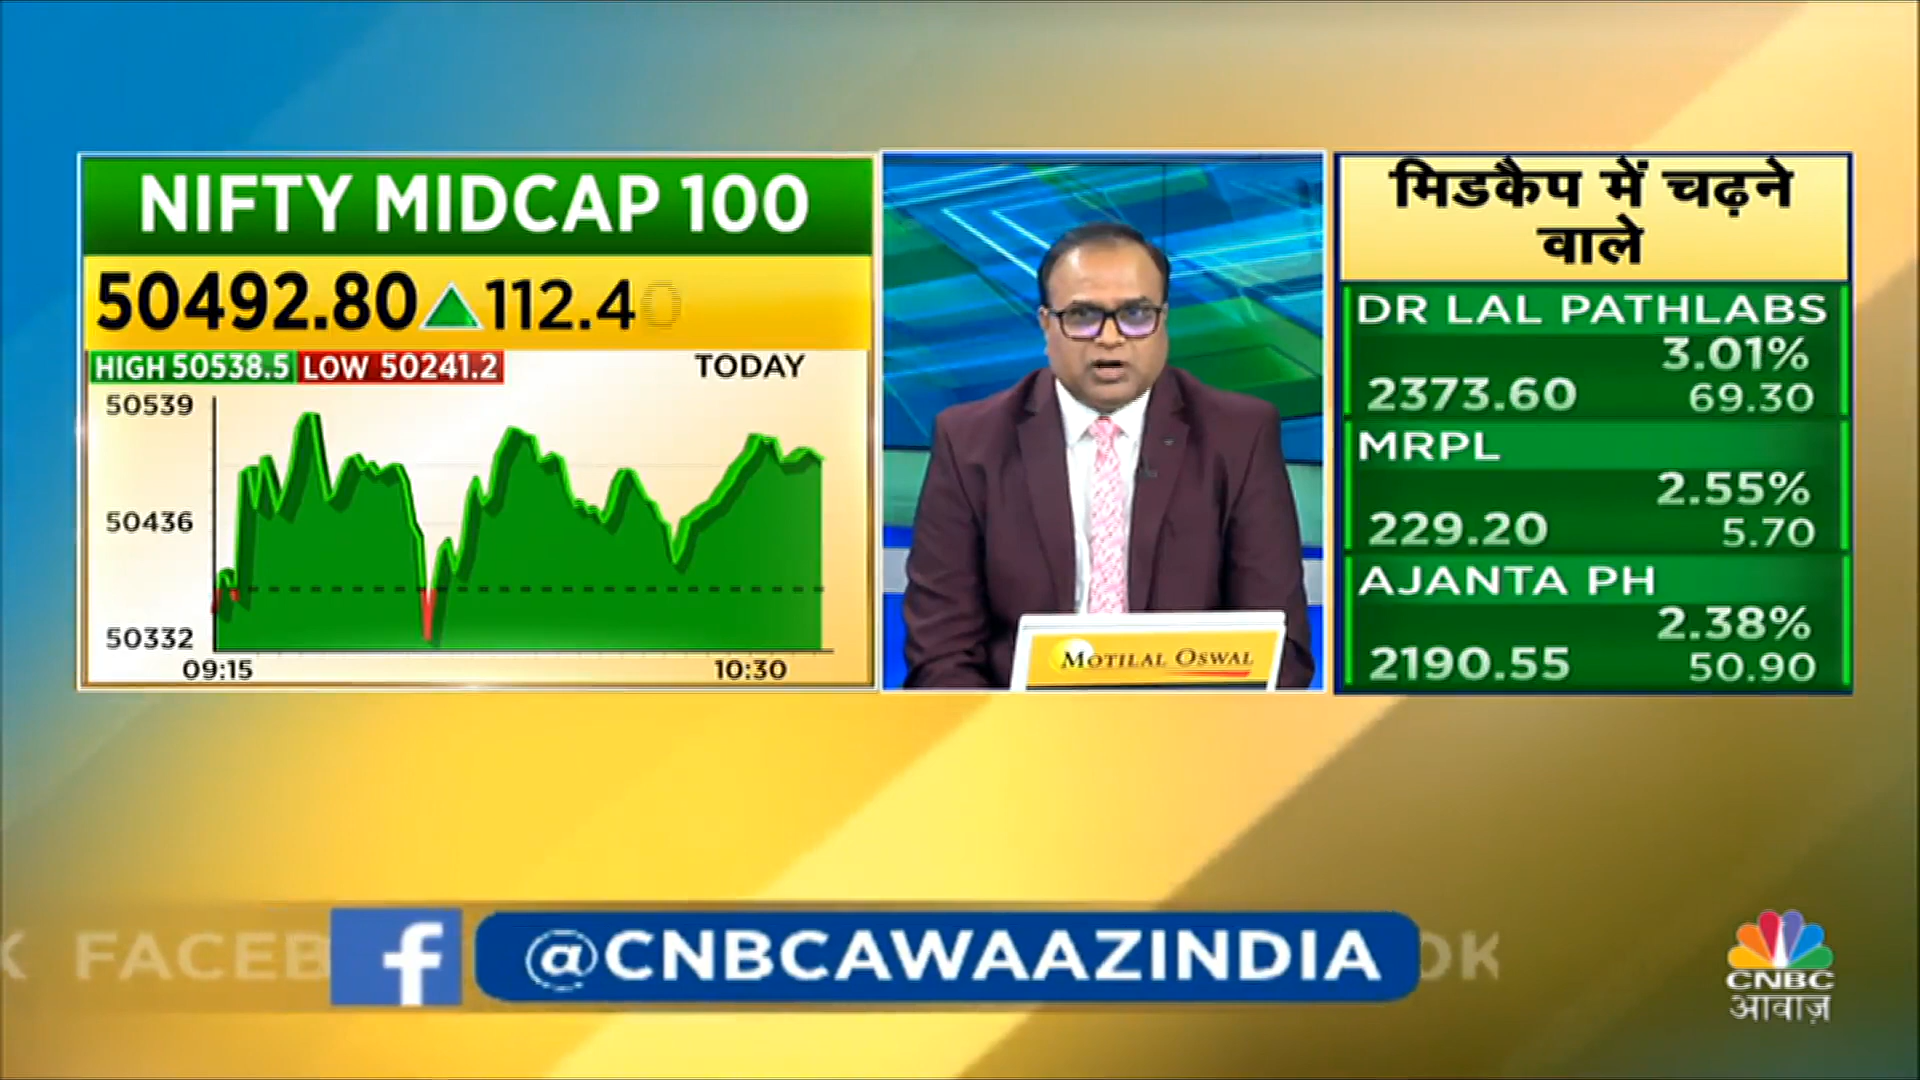 NIFTY MIDCAP 100
50492.80 ▲ 112.40
HIGH 50538.5 LOW 50241.2 TODAY
50539
50436
50332
09:15 10:30
MOTILAL OSWAL
मिडकैप में चढ़ने
वाले
DR LAL PATHLABS
3.01%
2373.60 69.30
MRPL
2.55%
229.20 5.70
AJANTA PH
2.38%
2190.55 50.90
K FACEB f @CNBCAWAAZINDIA OK
CNBC
आवाज़